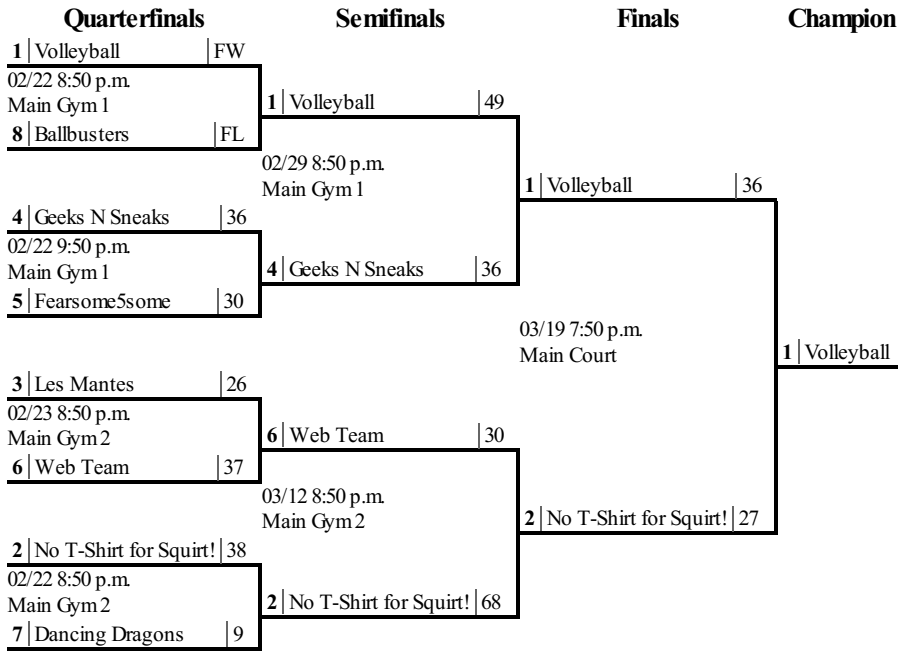 Quarterfinals Semifinals Finals Champion
1 Volleyball FW
02/22 8:50 p.m.
Main Gym 1
8 Ballbusters FL
4 Geeks N Sneaks 36
02/22 9:50 p.m.
Main Gym 1
5 Fearsome5some 30
3 Les Mantes 26
02/23 8:50 p.m.
Main Gym 2
6 Web Team 37
2 No T-Shirt for Squirt! 38
02/22 8:50 p.m.
Main Gym 2
7 Dancing Dragons 9
1 Volleyball 49
02/29 8:50 p.m.
Main Gym 1
4 Geeks N Sneaks 36
6 Web Team 30
03/12 8:50 p.m.
Main Gym 2
2 No T-Shirt for Squirt! 68
1 Volleyball 36
03/19 7:50 p.m.
Main Court
2 No T-Shirt for Squirt! 27
1 Volleyball